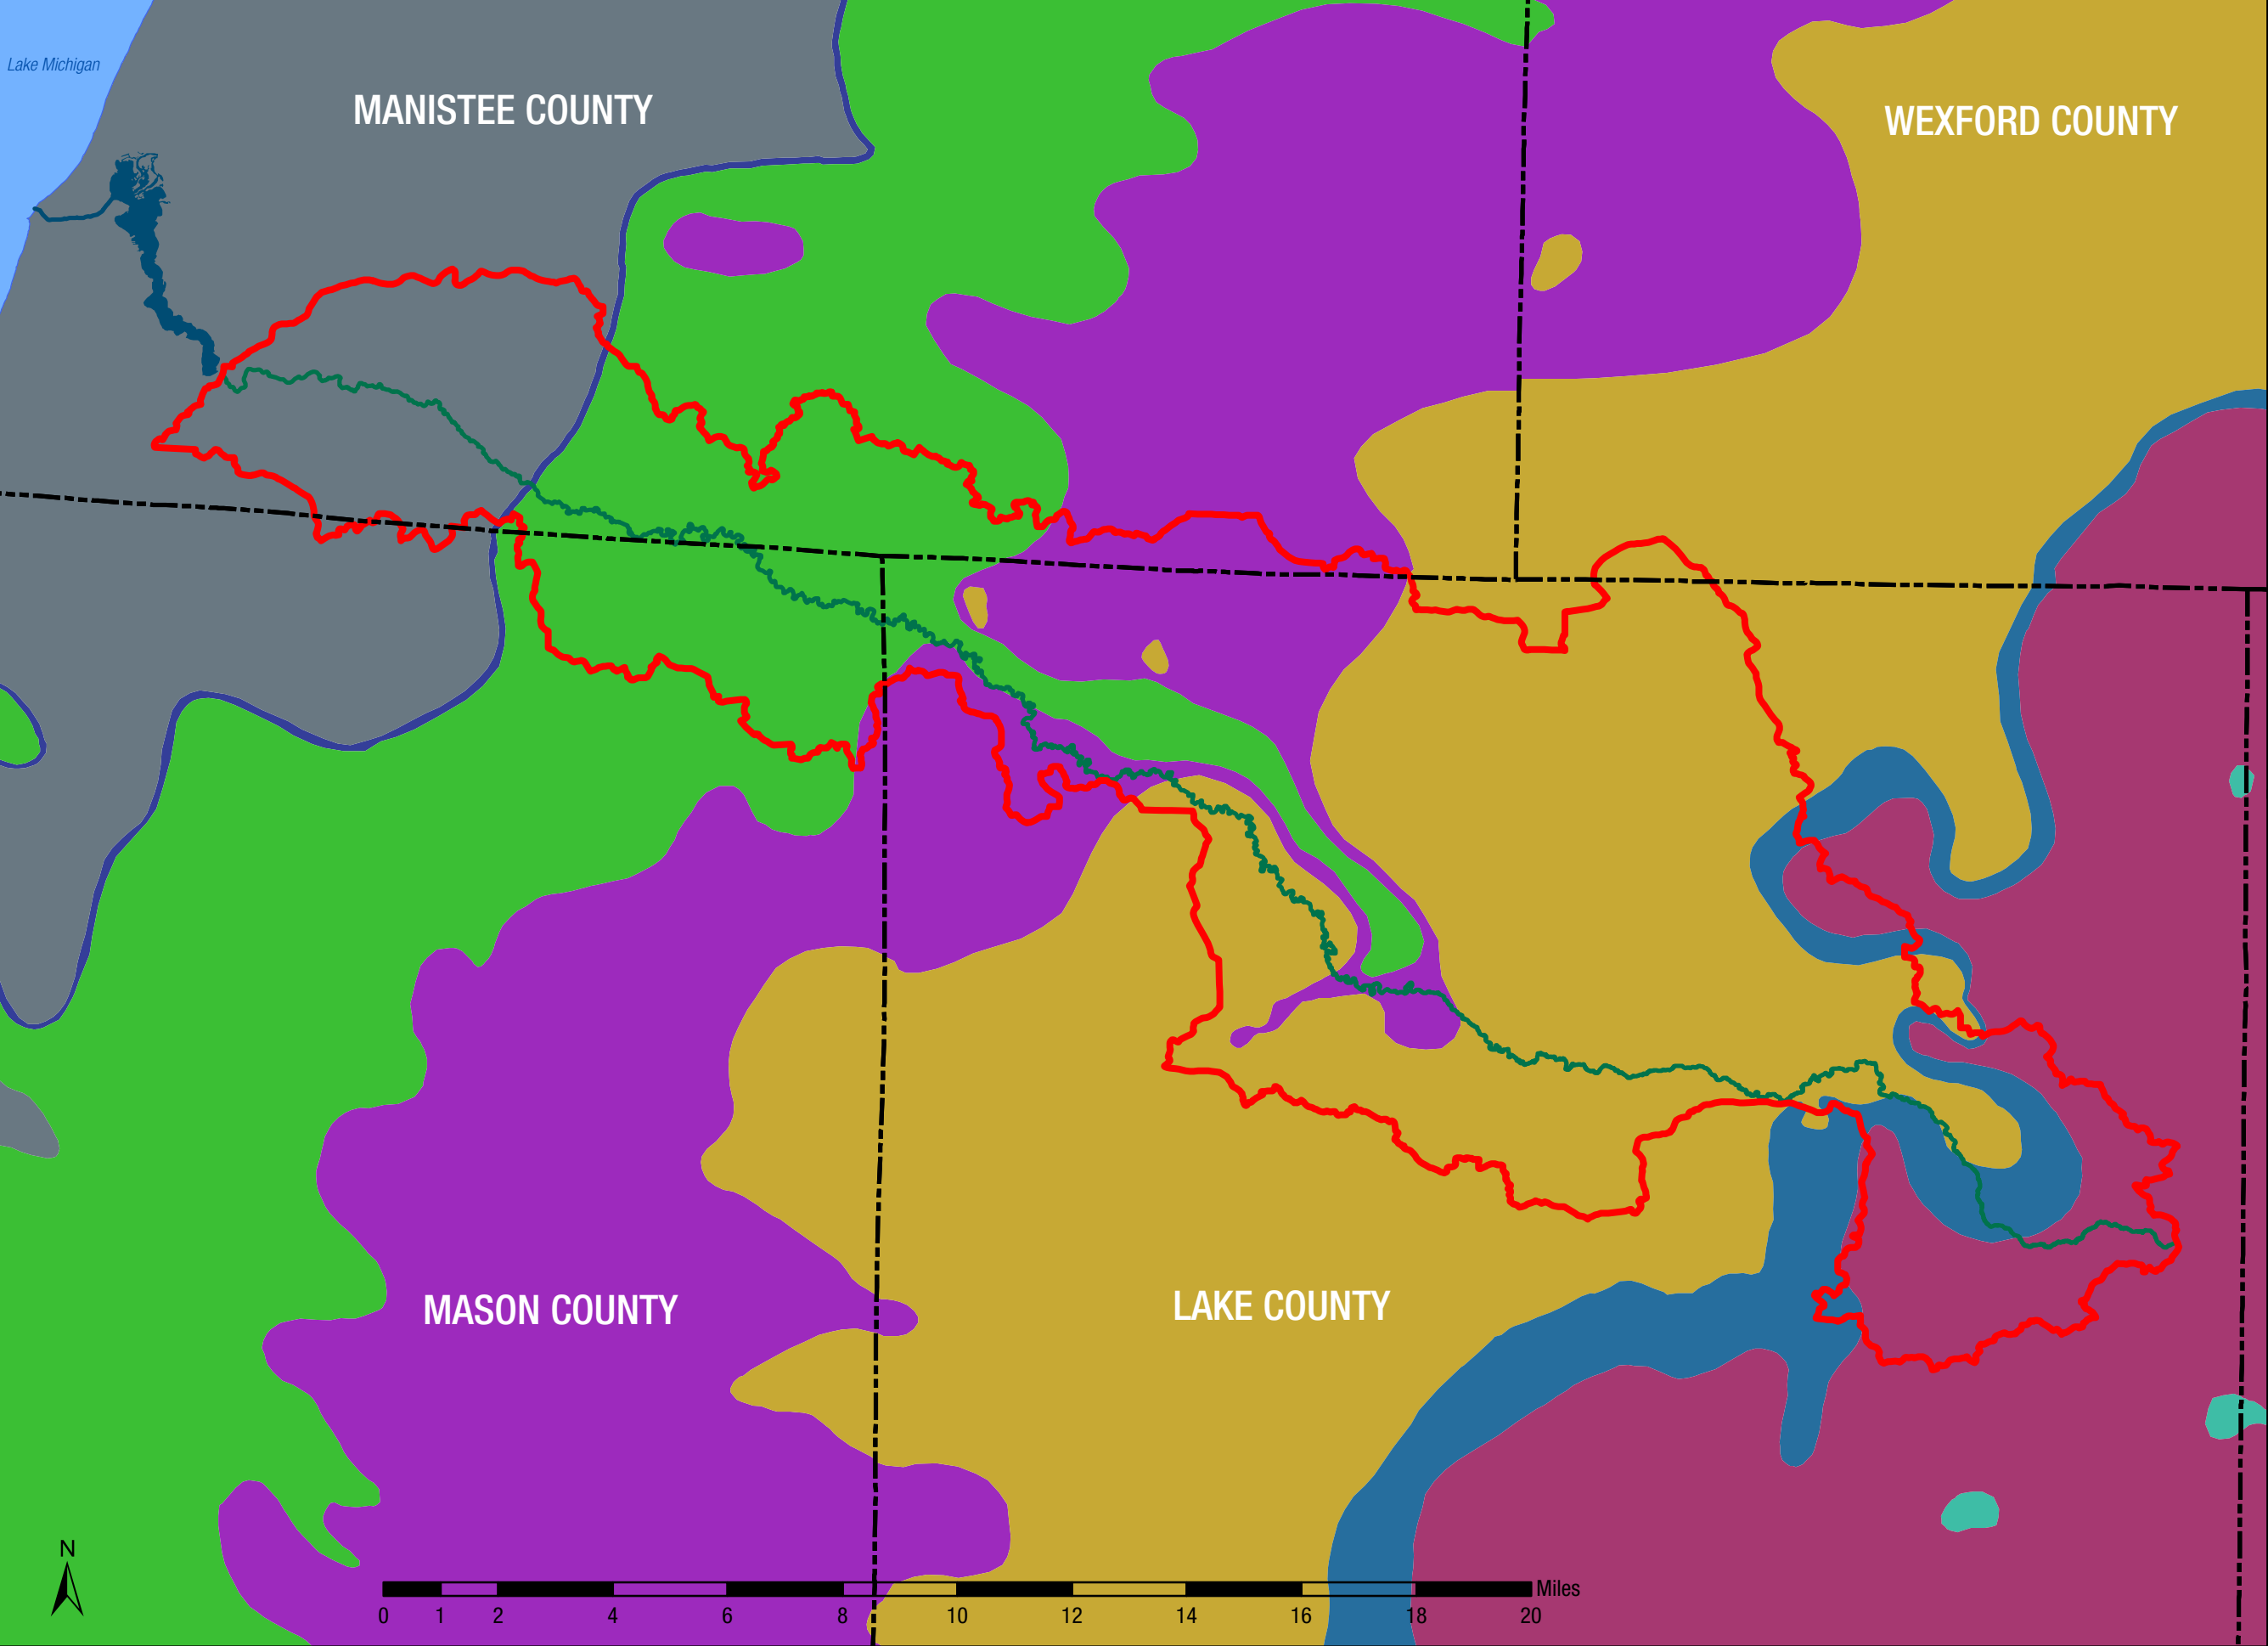 Lake Michigan
MANISTEE COUNTY
WEXFORD COUNTY
MASON COUNTY
LAKE COUNTY
N
Miles
0 1 2 4 6 8 10 12 14 16 18 20